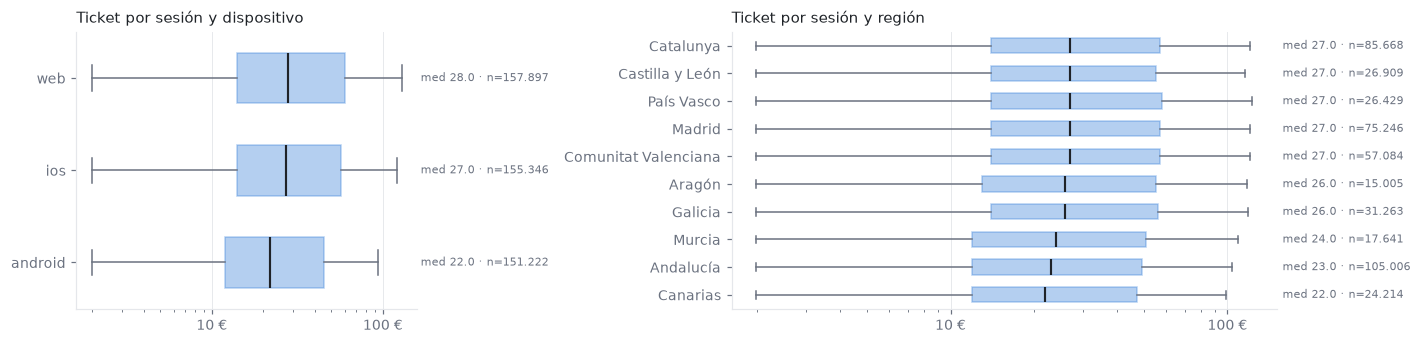 Ticket por sesión y dispositivo
web
med 28.0 · n=157.897
ios
med 27.0 · n=155.346
android
med 22.0 · n=151.222
10 €
100 €
Ticket por sesión y región
Catalunya
med 27.0 · n=85.668
Castilla y León
med 27.0 · n=26.909
País Vasco
med 27.0 · n=26.429
Madrid
med 27.0 · n=75.246
Comunitat Valenciana
med 27.0 · n=57.084
Aragón
med 26.0 · n=15.005
Galicia
med 26.0 · n=31.263
Murcia
med 24.0 · n=17.641
Andalucía
med 23.0 · n=105.006
Canarias
med 22.0 · n=24.214
10 €
100 €